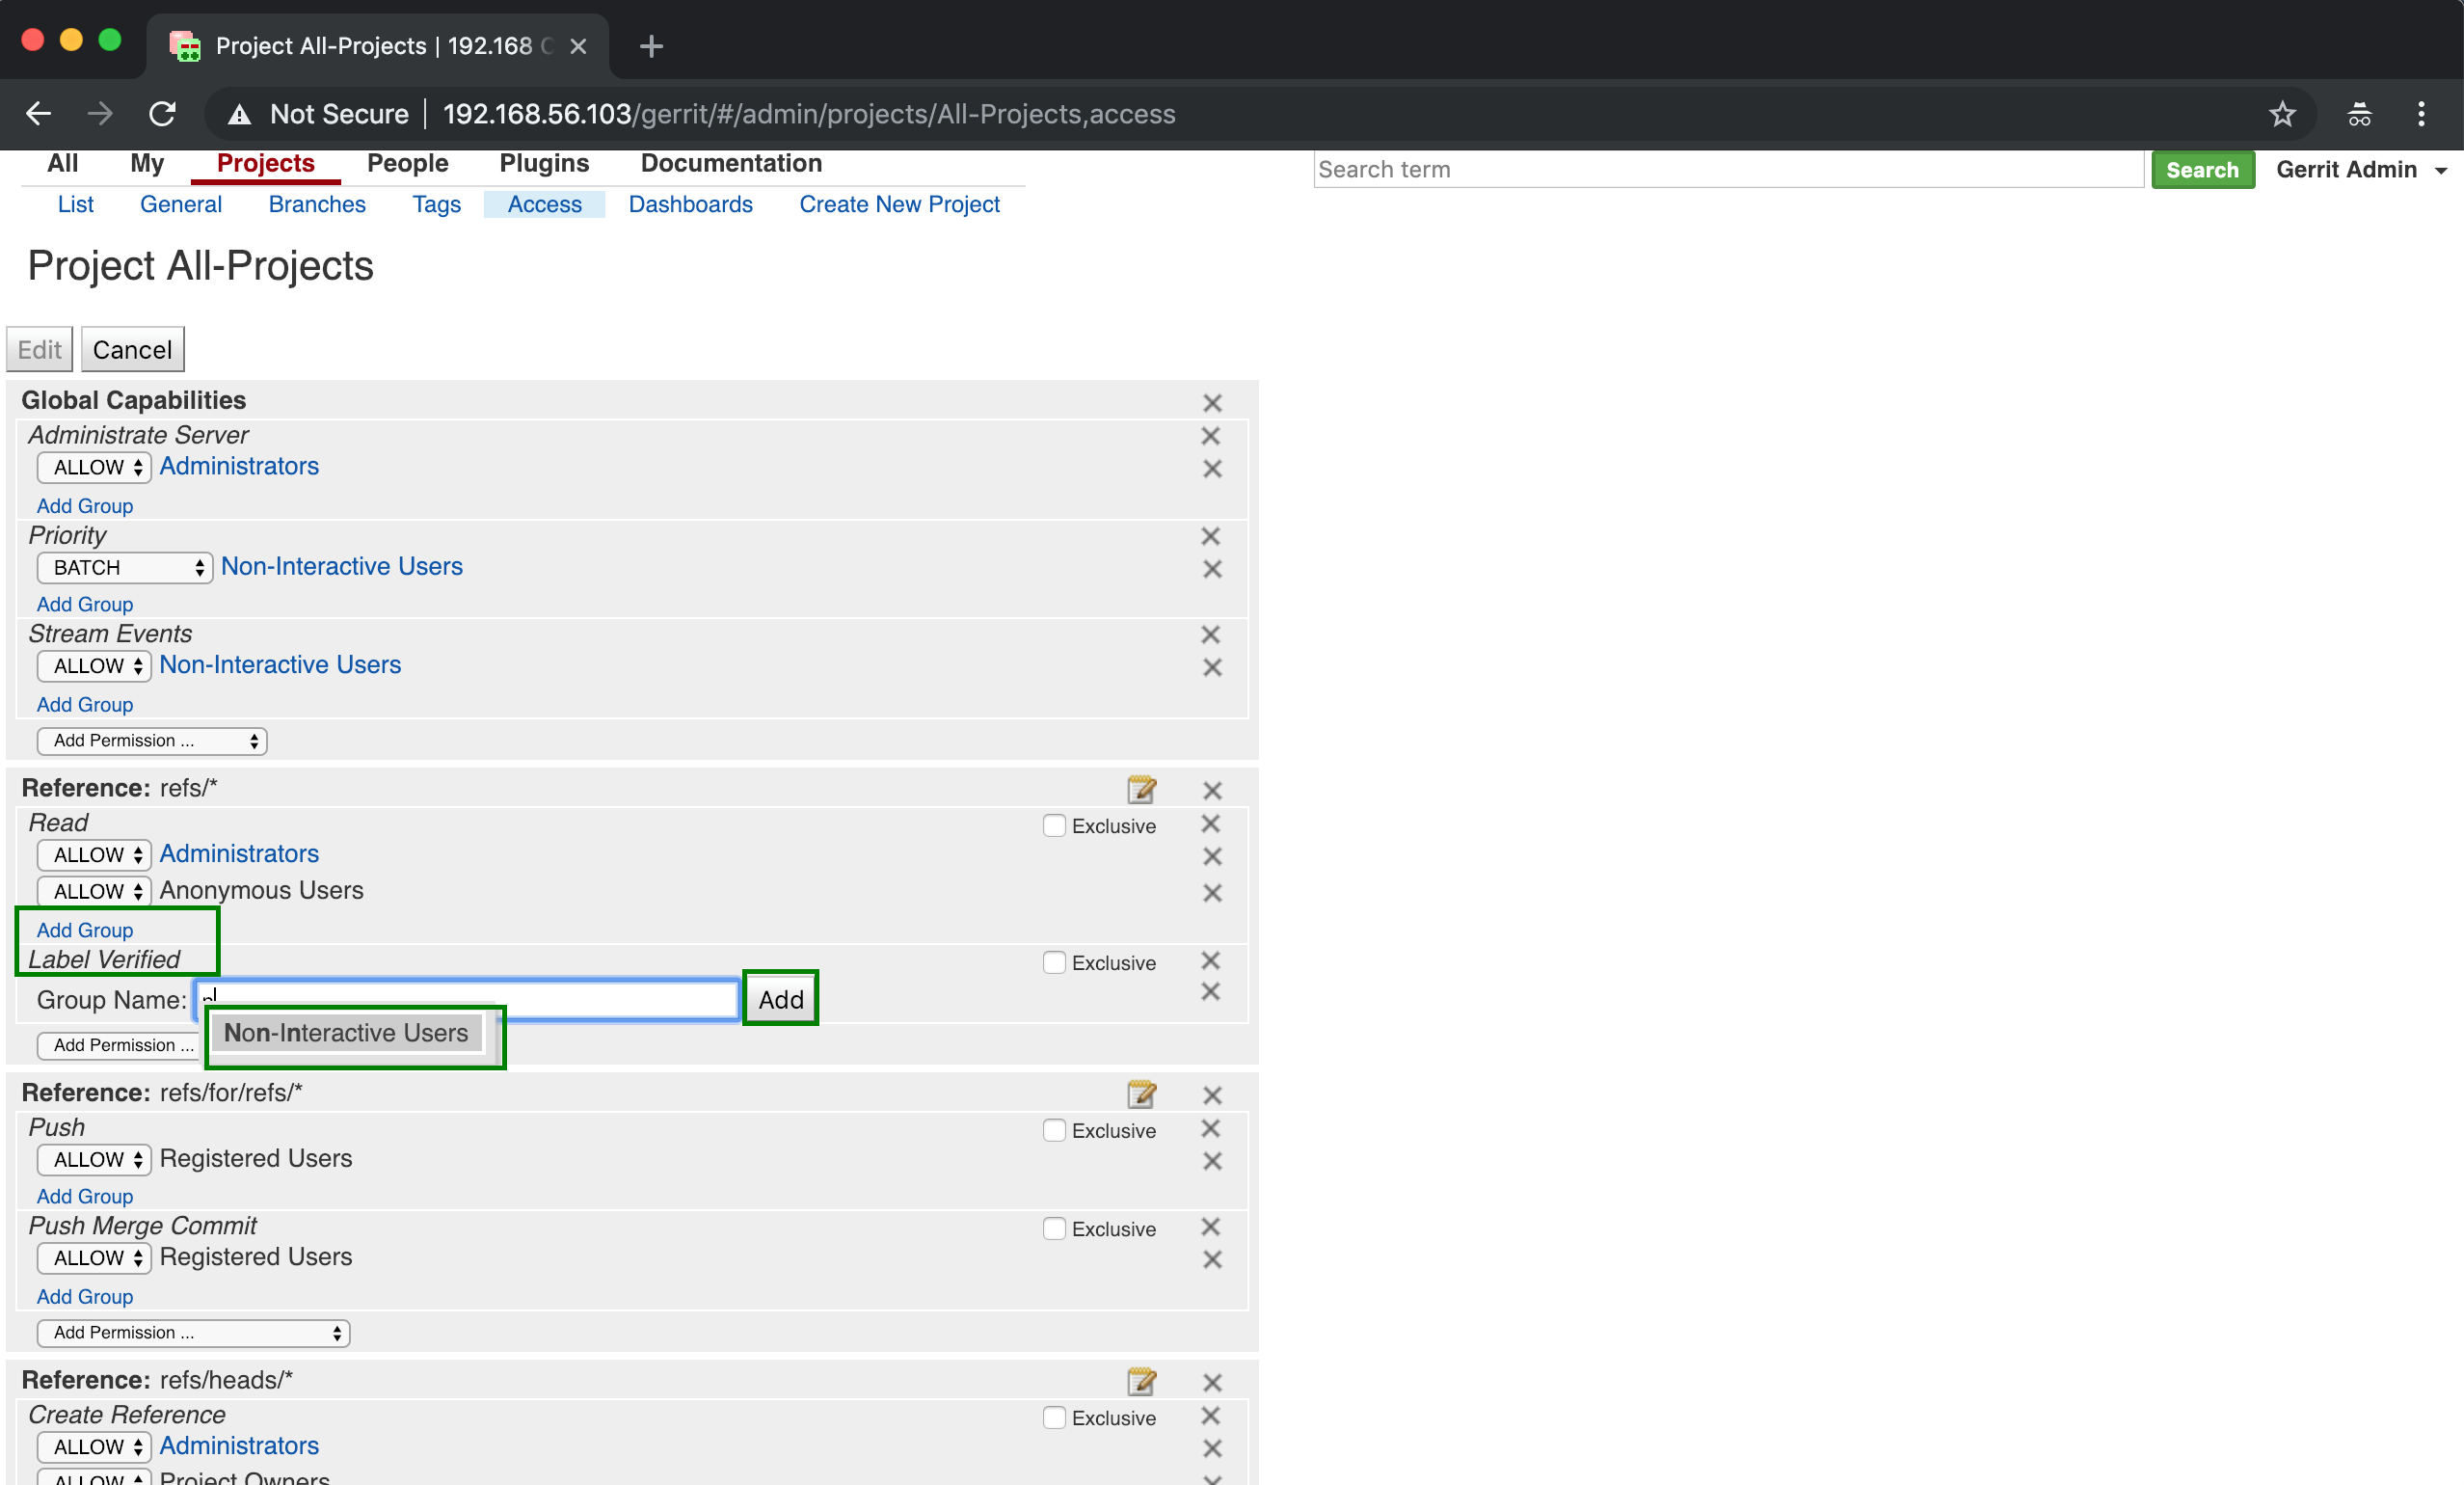 Project All-Projects | 192.168
Not Secure 192.168.56.103/gerrit/#/admin/projects/All-Projects,access
All My Projects People Plugins Documentation Search term Search Gerrit Admin
List General Branches Tags Access Dashboards Create New Project
Project All-Projects
Edit Cancel
Global Capabilities
Administrate Server
ALLOW Administrators
Add Group
Priority
BATCH Non-Interactive Users
Add Group
Stream Events
ALLOW Non-Interactive Users
Add Group
Add Permission ...
Reference: refs/*
Read Exclusive
ALLOW Administrators
ALLOW Anonymous Users
Add Group
Label Verified Exclusive
Group Name: Add
Non-Interactive Users
Add Permission ...
Reference: refs/for/refs/*
Push Exclusive
ALLOW Registered Users
Add Group
Push Merge Commit Exclusive
ALLOW Registered Users
Add Group
Add Permission ...
Reference: refs/heads/*
Create Reference Exclusive
ALLOW Administrators
ALLOW Project Owners